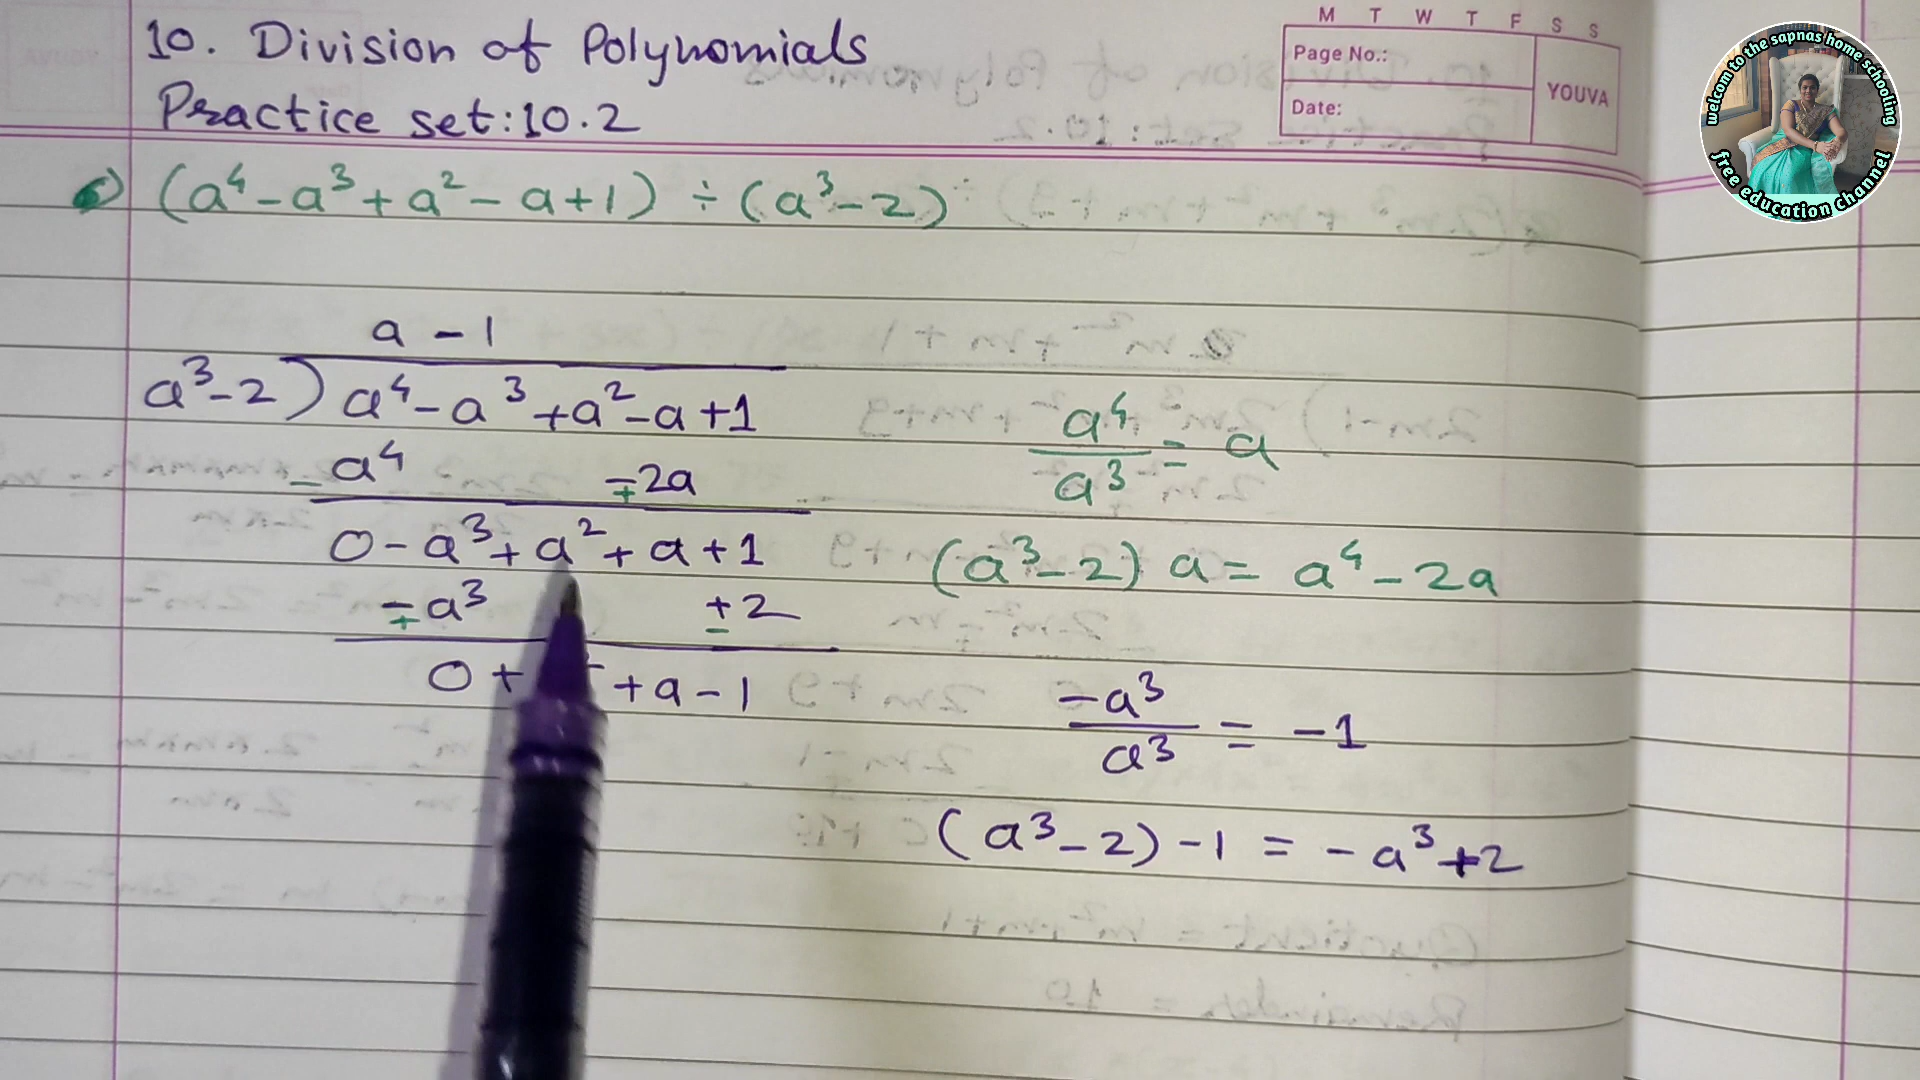 10. Division of Polynomials
Practice set:10.2
M T W T F S S
Page No.:
Date:
YOUVA
welcom to the sapnas home schooling
free education channel
(a⁴-a³+a²-a+1) ÷ (a³-2)
a - 1
a³-2) a⁴-a³+a²-a+1
- a⁴ -2a
+
0-a³+a²+a+1
-a³ +2
+ -
0+ +a-1
a⁴/a³ = a
(a³-2) a = a⁴-2a
-a³/a³ = -1
(a³-2)-1 = -a³+2